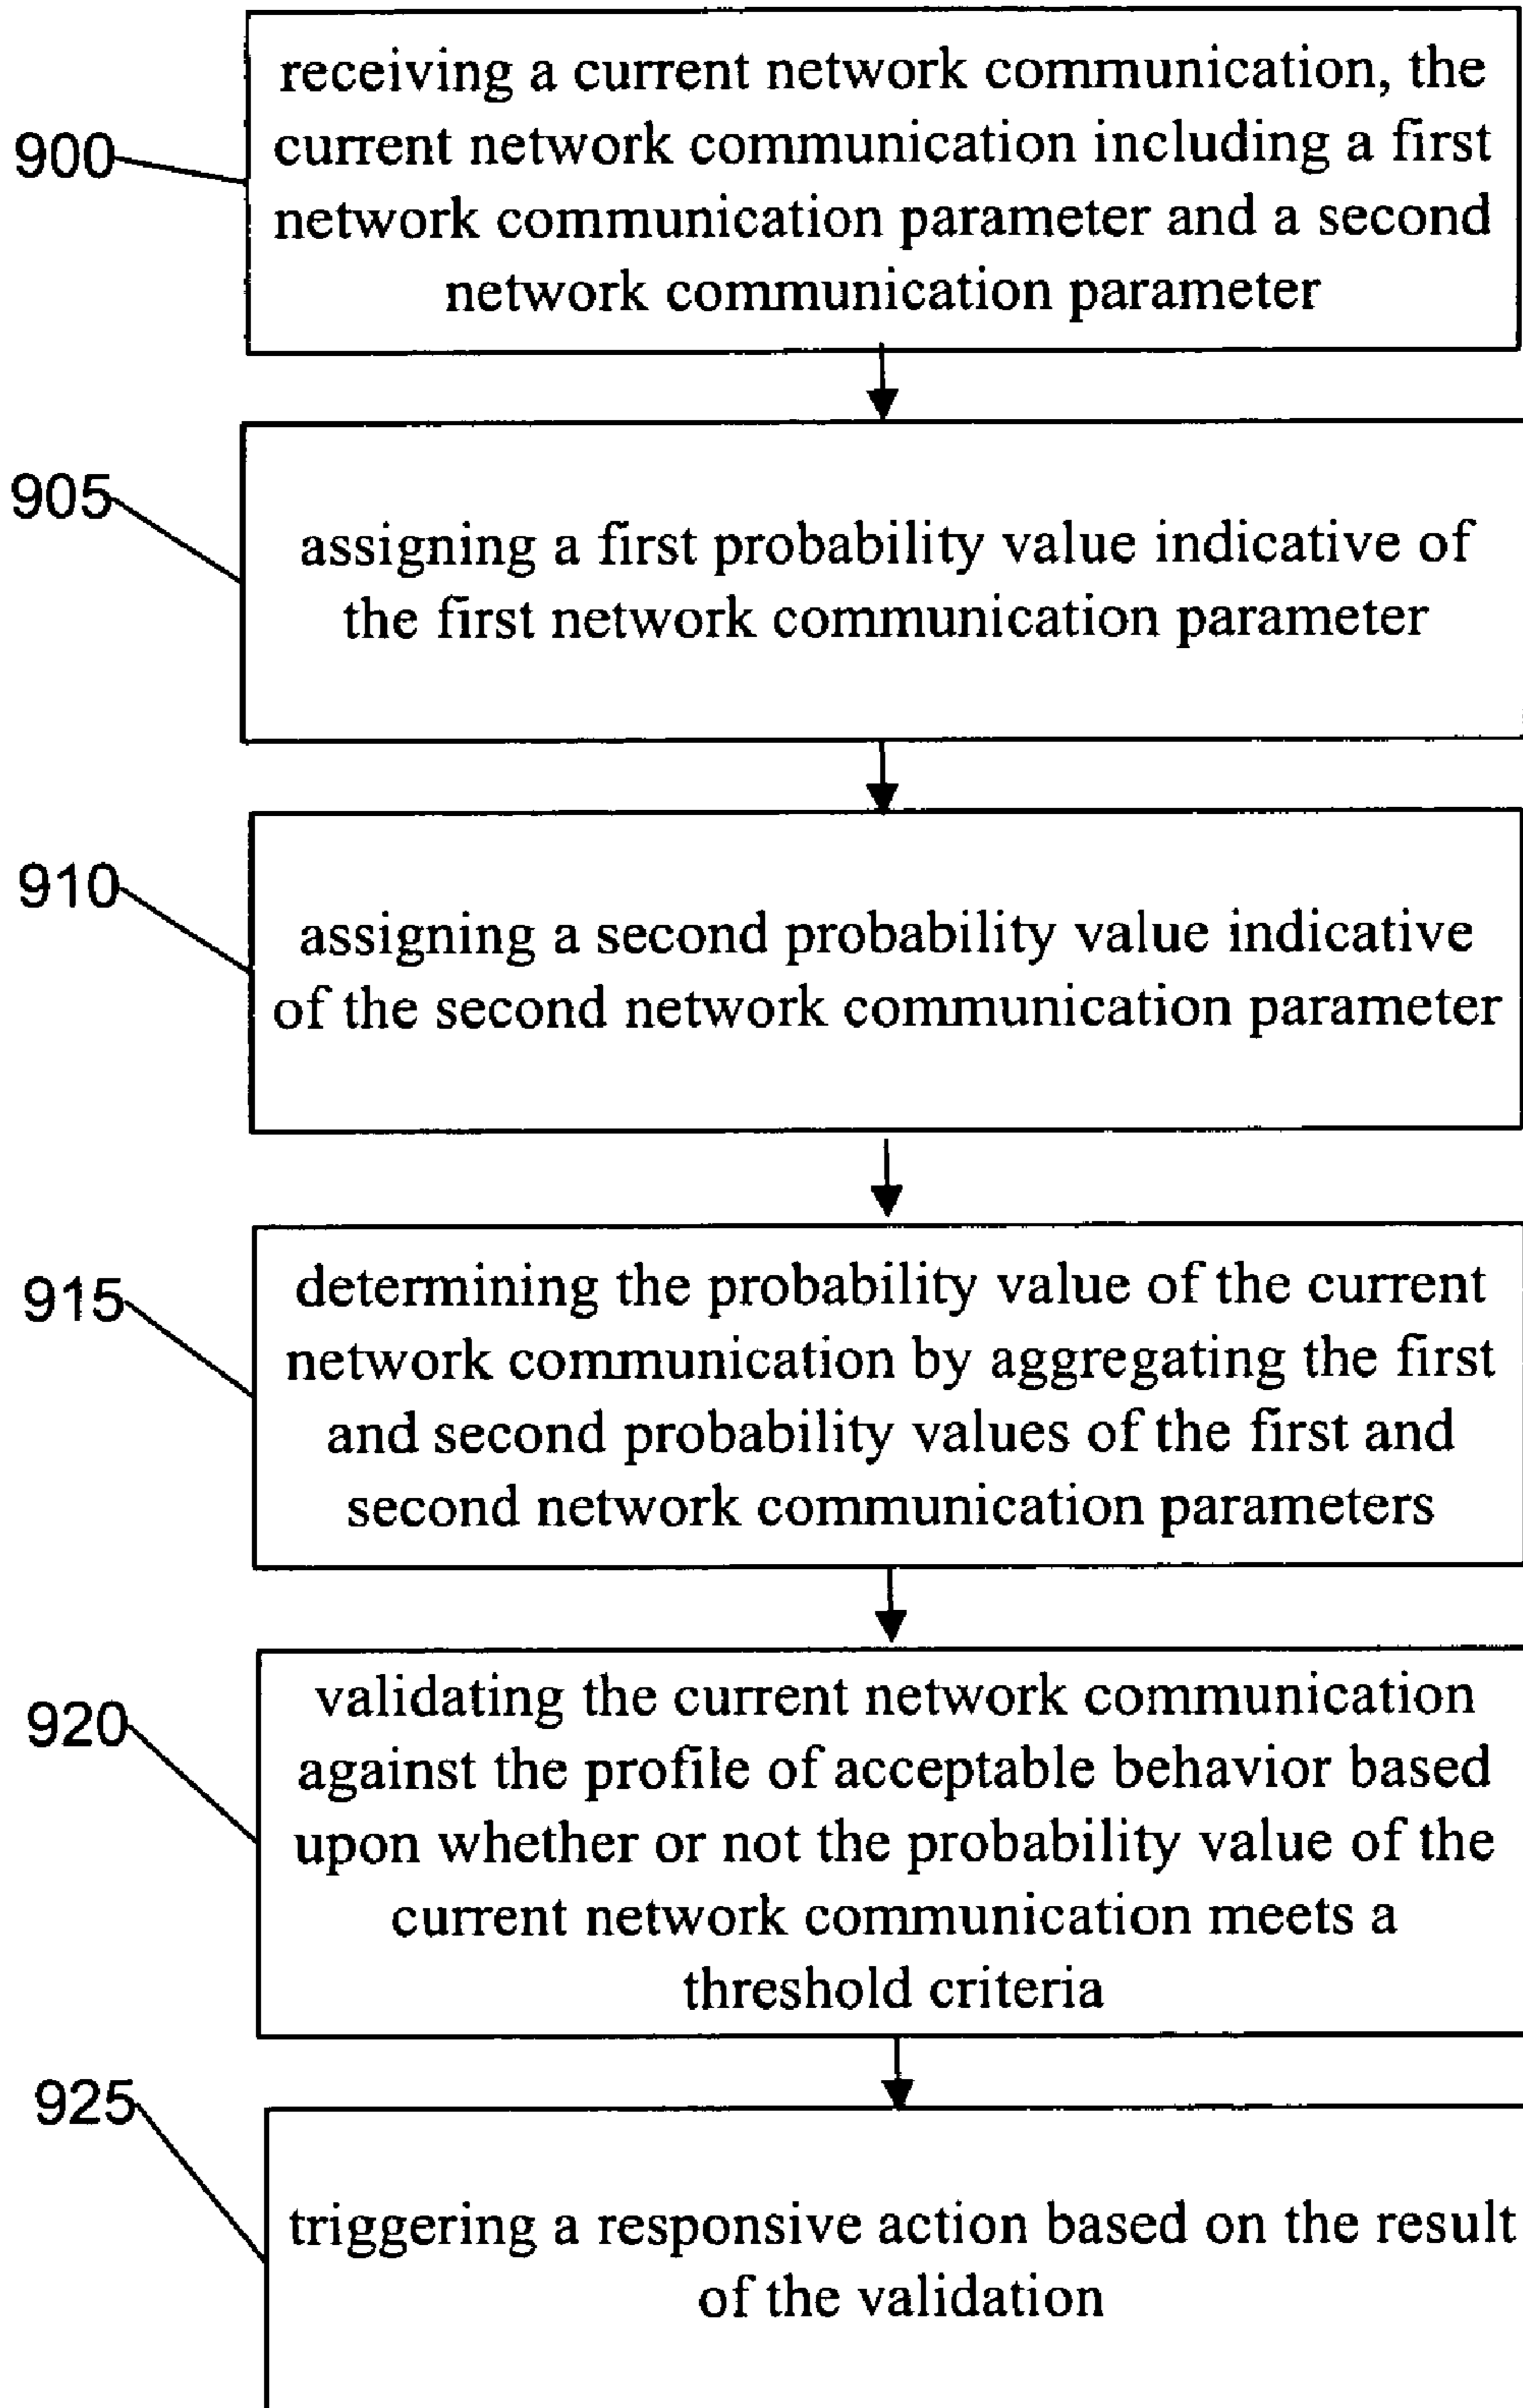 receiving a current network communication, the
current network communication including a first
network communication parameter and a second
network communication parameter
900
905
assigning a first probability value indicative of
the first network communication parameter
910
assigning a second probability value indicative
of the second network communication parameter
915
determining the probability value of the current
network communication by aggregating the first
and second probability values of the first and
second network communication parameters
920
validating the current network communication
against the profile of acceptable behavior based
upon whether or not the probability value of the
current network communication meets a
threshold criteria
925
triggering a responsive action based on the result
of the validation